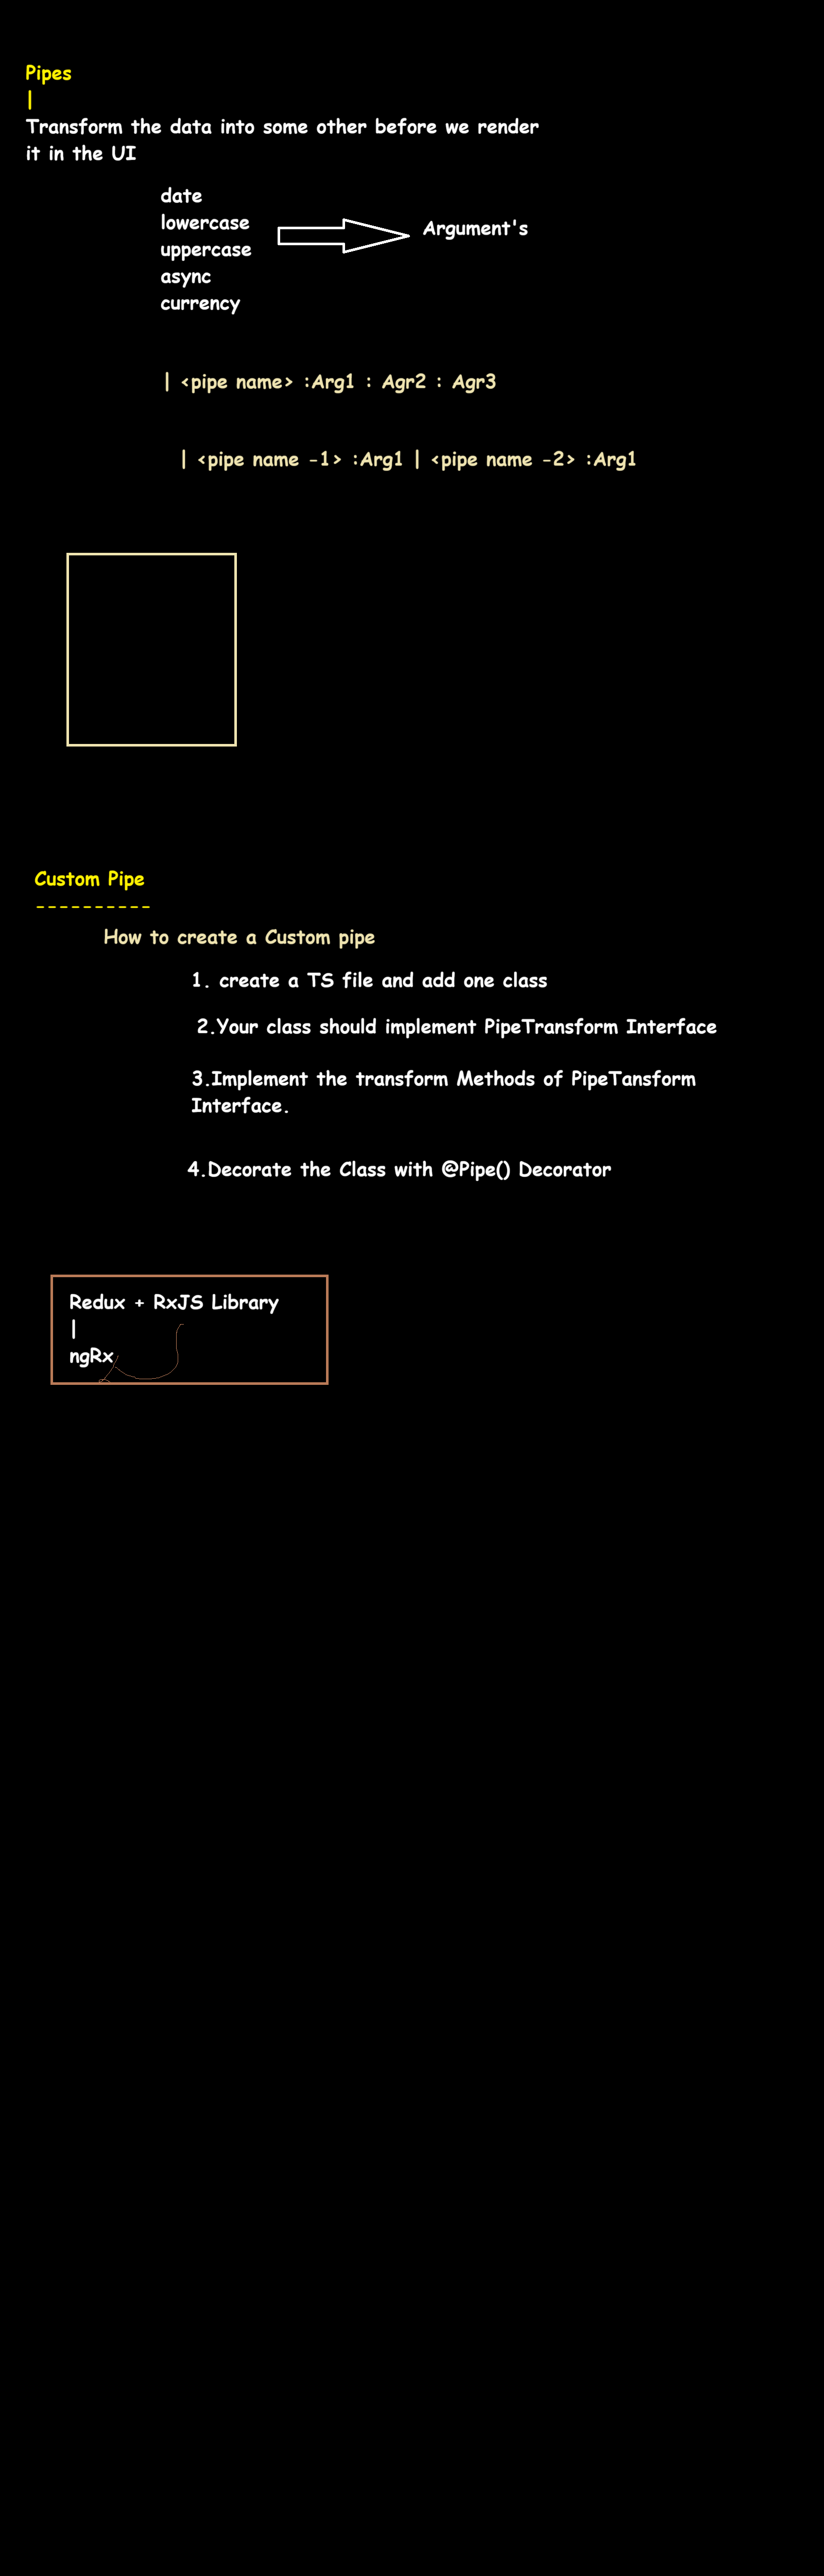 Pipes
|
Transform the data into some other before we render
it in the UI
date
lowercase
uppercase
async
currency
Argument's
| <pipe name> :Arg1 : Agr2 : Agr3
| <pipe name -1> :Arg1 | <pipe name -2> :Arg1
Custom Pipe
----------
How to create a Custom pipe
1. create a TS file and add one class
2.Your class should implement PipeTransform Interface
3.Implement the transform Methods of PipeTansform
Interface.
4.Decorate the Class with @Pipe() Decorator
Redux + RxJS Library
|
ngRx